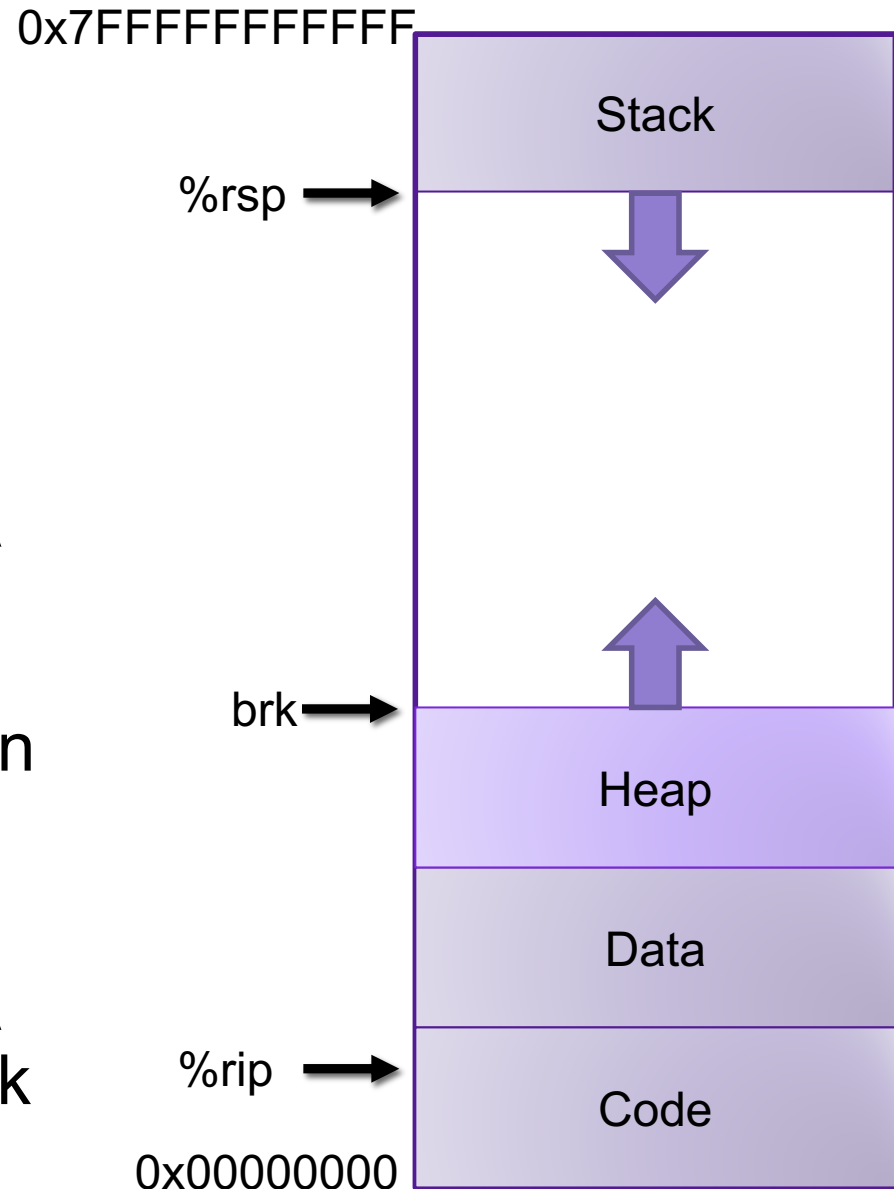 0x7FFFFFFFFFFF
Stack
%rsp
brk
n
Heap
Data
%rip
k
Code
0x00000000